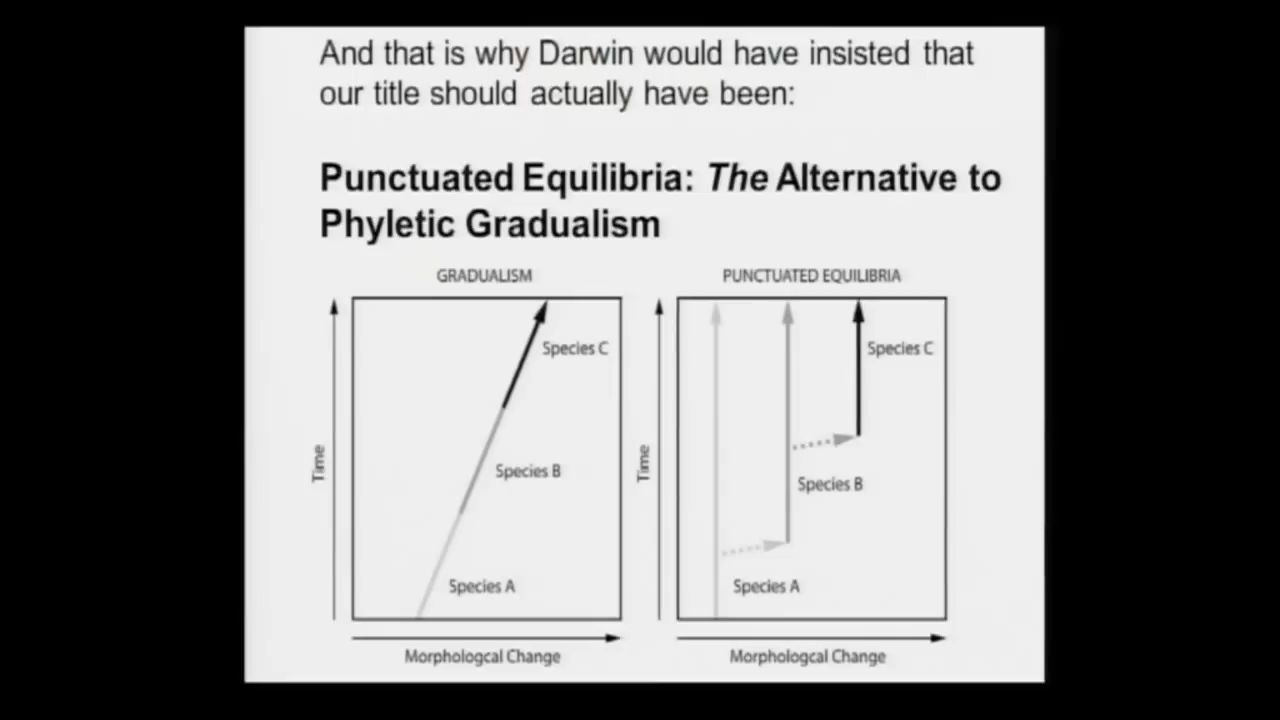 And that is why Darwin would have insisted that
our title should actually have been:
Punctuated Equilibria: The Alternative to
Phyletic Gradualism
GRADUALISM
Species C
Species B
Species A
Time
Morphologcal Change
PUNCTUATED EQUILIBRIA
Species C
Species B
Species A
Time
Morphologcal Change